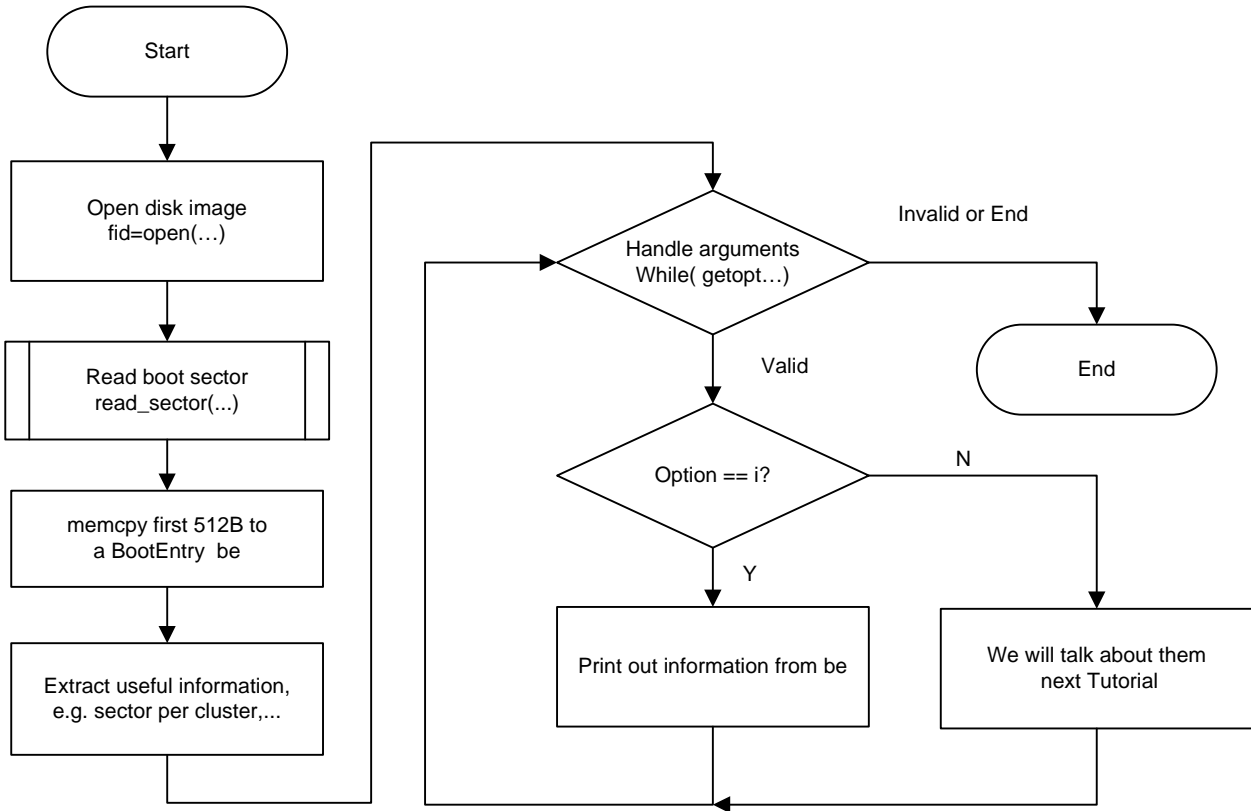 Start
Open disk image
fid=open(…)
Read boot sector
read_sector(...)
memcpy first 512B to
a BootEntry  be
Extract useful information,
e.g. sector per cluster,...
Handle arguments
While( getopt…)
Invalid or End
End
Valid
Option == i?
N
Y
Print out information from be
We will talk about them
next Tutorial